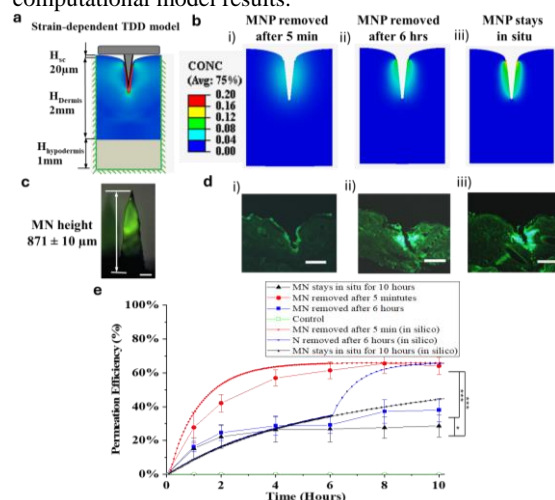 computational model results.
a
Strain-dependent TDD model
Hsc
20μm
HDermis
2mm
Hhypodermis
1mm
b
MNP removed
after 5 min
MNP removed
after 6 hrs
MNP stays
in situ
i)
ii)
iii)
CONC
(Avg: 75%)
0.20
0.16
0.12
0.08
0.04
0.00
c
MN height
871 ± 10 μm
d
i)
ii)
iii)
e
MN stays in situ for 10 hours
MN removed after 5 mintutes
MN removed after 6 hours
Control
MN removed after 5 min (in silico)
N removed after 6 hours (in silico)
MN stays in situ for 10 hours (in silico)
Permeation Efficiency (%)
100%
80%
60%
40%
20%
0%
0
2
4
6
8
10
Time (Hours)
***
***
*